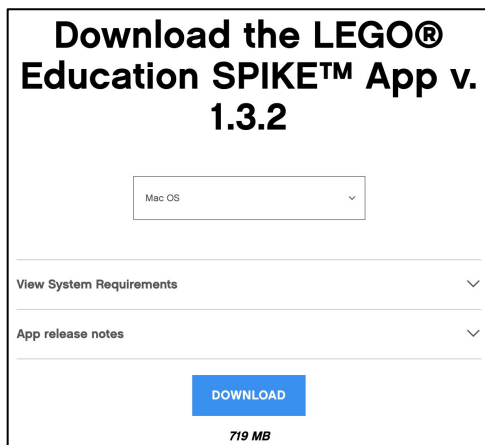 Download the LEGO®
Education SPIKE™ App v.
1.3.2
Mac OS
View System Requirements
App release notes
DOWNLOAD
719 MB